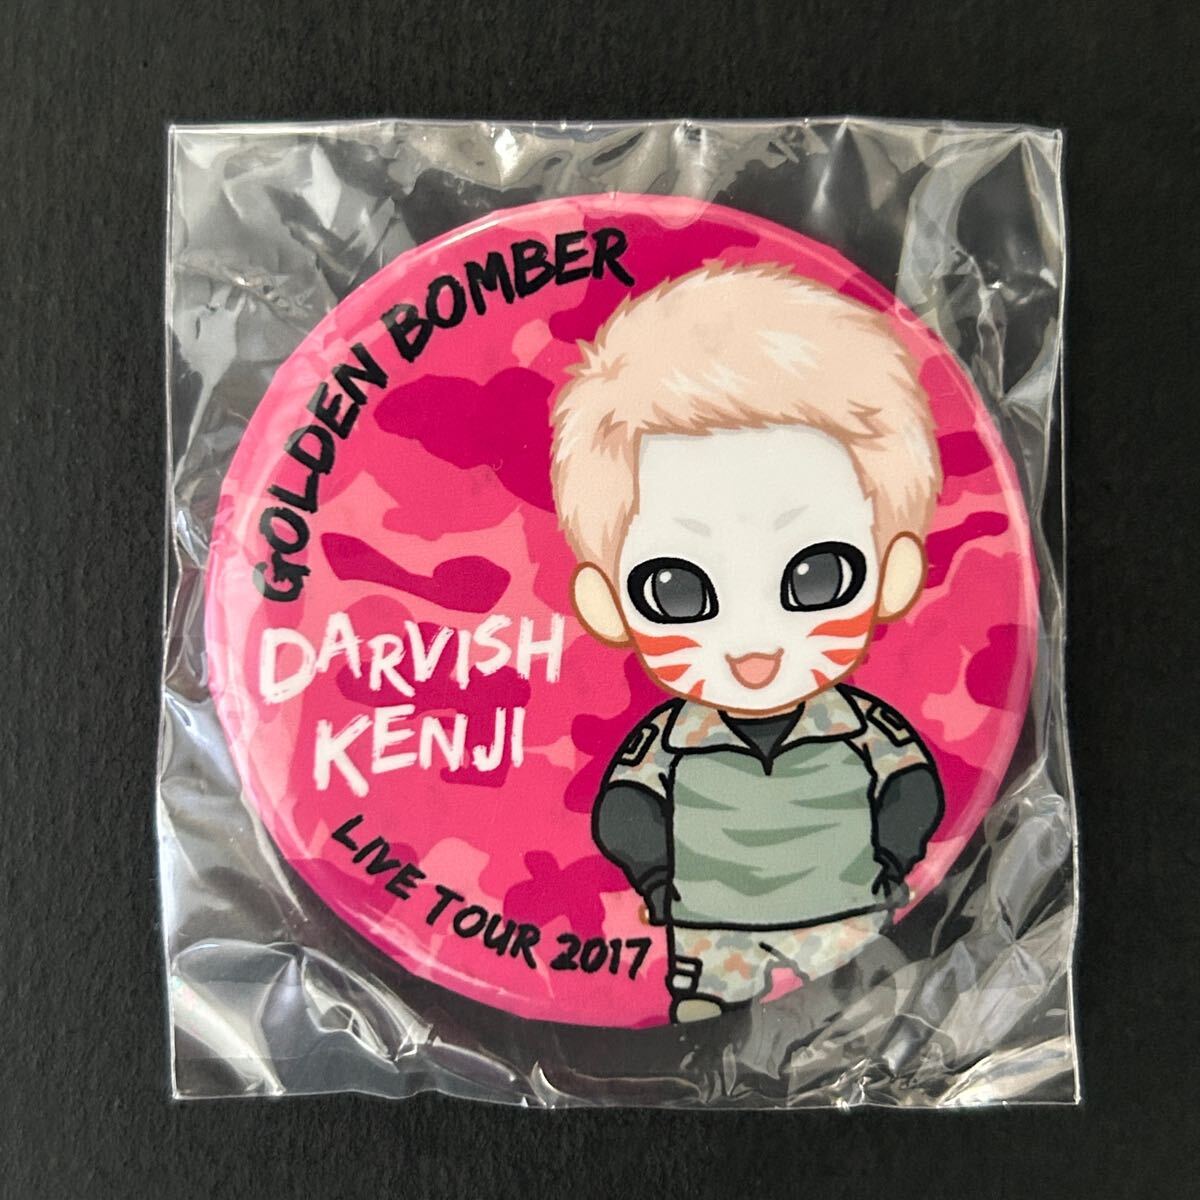 GOLDEN BOMBER
DARVISH
KENJI
LIVE TOUR 2017